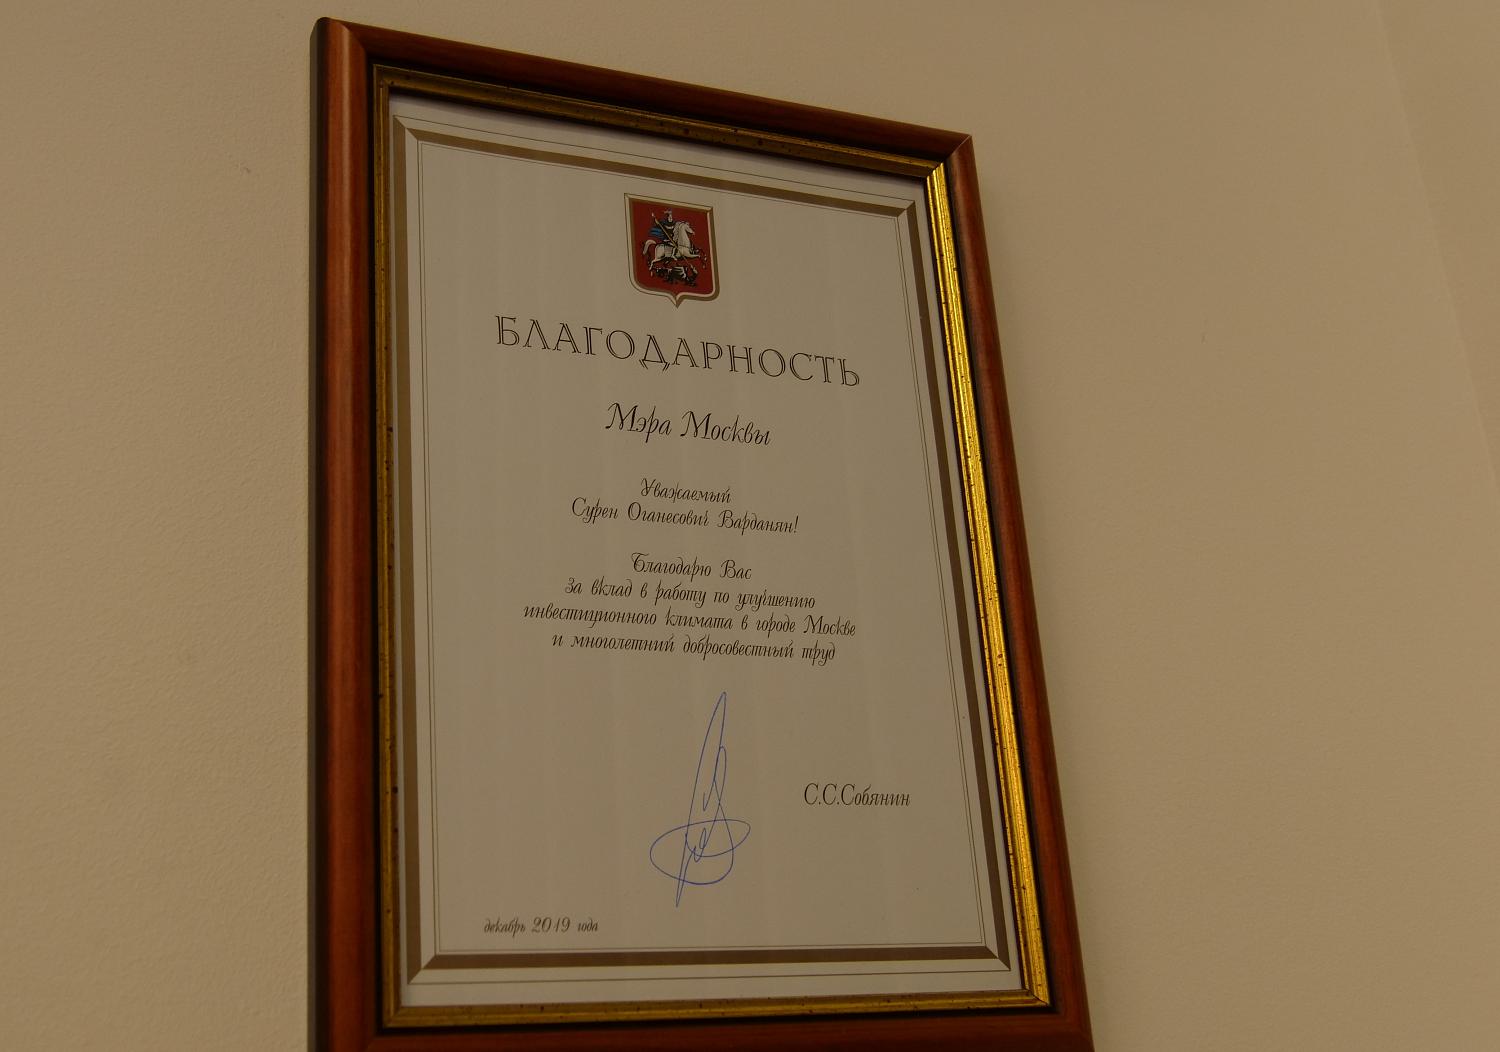 БЛАГОДАРНОСТЬ
Мэра Москвы
Уважаемый
Сурен Оганесович Варданян!
Благодарю Вас
за вклад в работу по улучшению
инвестиционного климата в городе Москве
и многолетний добросовестный труд
С.С.Собянин
декабрь 2019 года